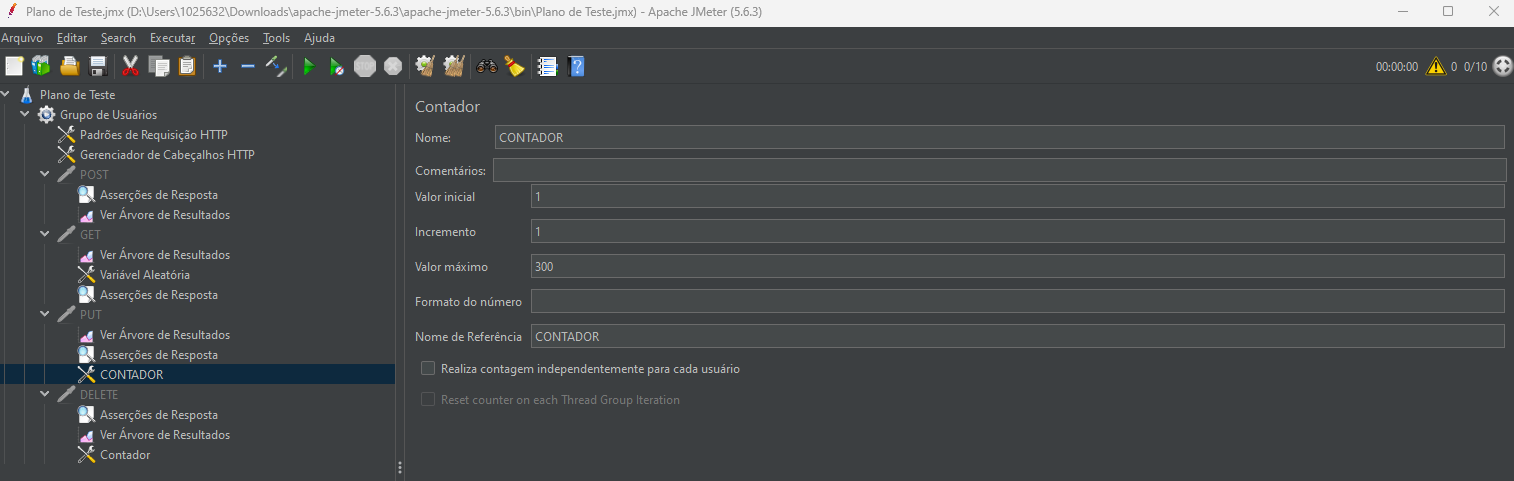 Plano de Teste.jmx (D:\Users\1025632\Downloads\apache-jmeter-5.6.3\apache-jmeter-5.6.3\bin\Plano de Teste.jmx) - Apache JMeter (5.6.3)
Arquivo Editar Search Executar Opções Tools Ajuda
STOP
00:00:00 0 0/10
Plano de Teste
Grupo de Usuários
Padrões de Requisição HTTP
Gerenciador de Cabeçalhos HTTP
POST
Asserções de Resposta
Ver Árvore de Resultados
GET
Ver Árvore de Resultados
Variável Aleatória
Asserções de Resposta
PUT
Ver Árvore de Resultados
Asserções de Resposta
CONTADOR
DELETE
Asserções de Resposta
Ver Árvore de Resultados
Contador
Contador
Nome: CONTADOR
Comentários:
Valor inicial 1
Incremento 1
Valor máximo 300
Formato do número
Nome de Referência CONTADOR
Realiza contagem independentemente para cada usuário
Reset counter on each Thread Group Iteration